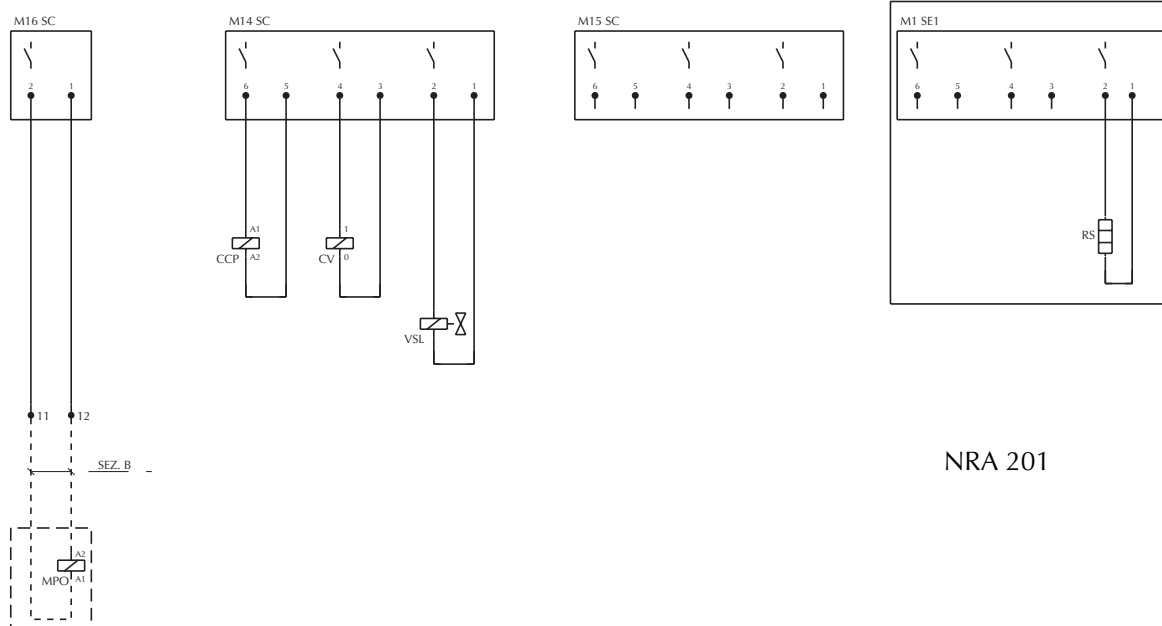 M16 SC
M14 SC
M15 SC
M1 SE1
2 1
6 5 4 3 2 1
6 5 4 3 2 1
6 5 4 3 2 1
A1
CCP A2
1
CV 0
VSL
RS
11 12
SEZ. B
NRA 201
A2
MPO A1